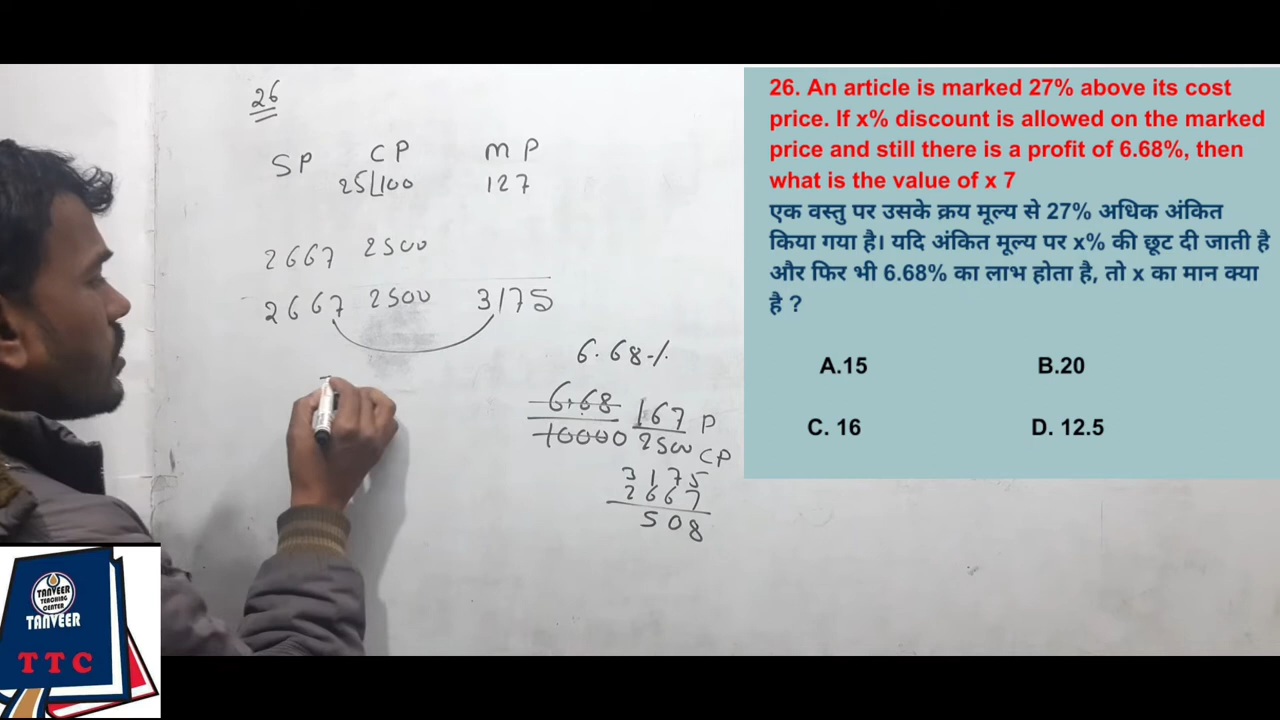 26
SP CP MP
25 100 127
2667 2500
2667 2500 3175
6.68%
6.68 167 P
10000 2500 CP
3175
2667
508
26. An article is marked 27% above its cost
price. If x% discount is allowed on the marked
price and still there is a profit of 6.68%, then
what is the value of x 7
एक वस्तु पर उसके क्रय मूल्य से 27% अधिक अंकित
किया गया है। यदि अंकित मूल्य पर x% की छूट दी जाती है
और फिर भी 6.68% का लाभ होता है, तो x का मान क्या
है ?
A.15 B.20
C. 16 D. 12.5
TANVEER
TEACHING
CENTER
TANVEER
TTC